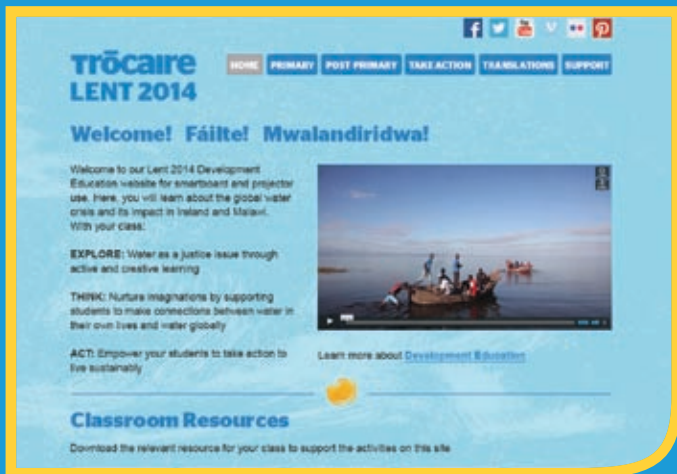 Trōcaire
LENT 2014
HOME PRIMARY POST PRIMARY TAKE ACTION TRANSLATIONS SUPPORT
Welcome! Fáilte! Mwalandiridwa!
Welcome to our Lent 2014 Development
Education website for smartboard and projector
use. Here, you will learn about the global water
crisis and its impact in Ireland and Malawi.
With your class:
EXPLORE: Water as a justice issue through
active and creative learning
THINK: Nurture imaginations by supporting
students to make connections between water in
their own lives and water globally
ACT: Empower your students to take action to
live sustainably
Learn more about Development Education
Classroom Resources
Download the relevant resource for your class to support the activities on this site